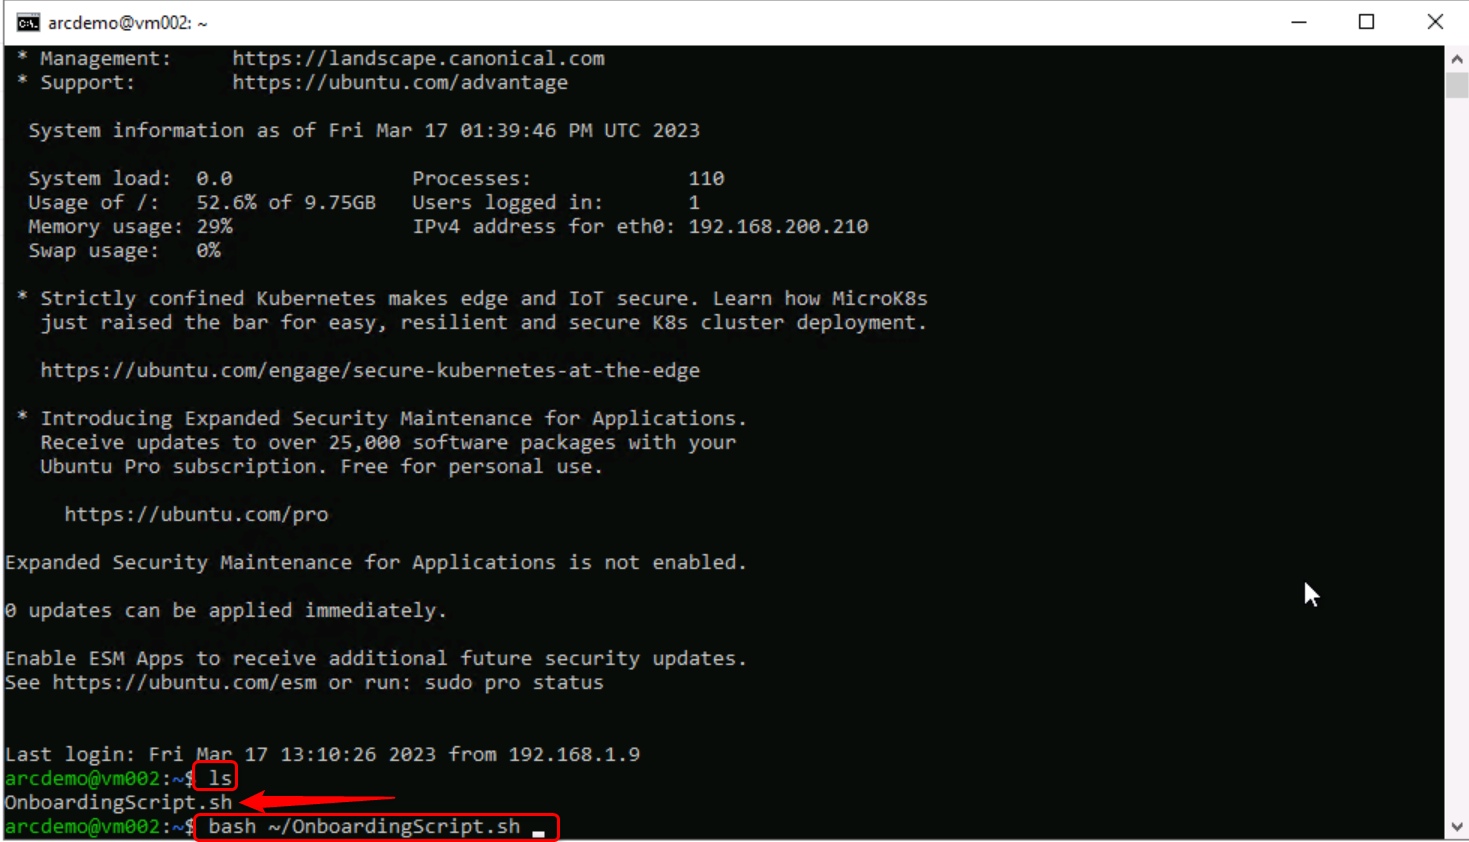 arcdemo@vm002: ~
* Management:     https://landscape.canonical.com
* Support:        https://ubuntu.com/advantage
System information as of Fri Mar 17 01:39:46 PM UTC 2023
System load:  0.0               Processes:             110
Usage of /:   52.6% of 9.75GB   Users logged in:       1
Memory usage: 29%               IPv4 address for eth0: 192.168.200.210
Swap usage:   0%
* Strictly confined Kubernetes makes edge and IoT secure. Learn how MicroK8s
just raised the bar for easy, resilient and secure K8s cluster deployment.
https://ubuntu.com/engage/secure-kubernetes-at-the-edge
* Introducing Expanded Security Maintenance for Applications.
Receive updates to over 25,000 software packages with your
Ubuntu Pro subscription. Free for personal use.
https://ubuntu.com/pro
Expanded Security Maintenance for Applications is not enabled.
0 updates can be applied immediately.
Enable ESM Apps to receive additional future security updates.
See https://ubuntu.com/esm or run: sudo pro status
Last login: Fri Mar 17 13:10:26 2023 from 192.168.1.9
arcdemo@vm002:~$ ls
OnboardingScript.sh
arcdemo@vm002:~$ bash ~/OnboardingScript.sh